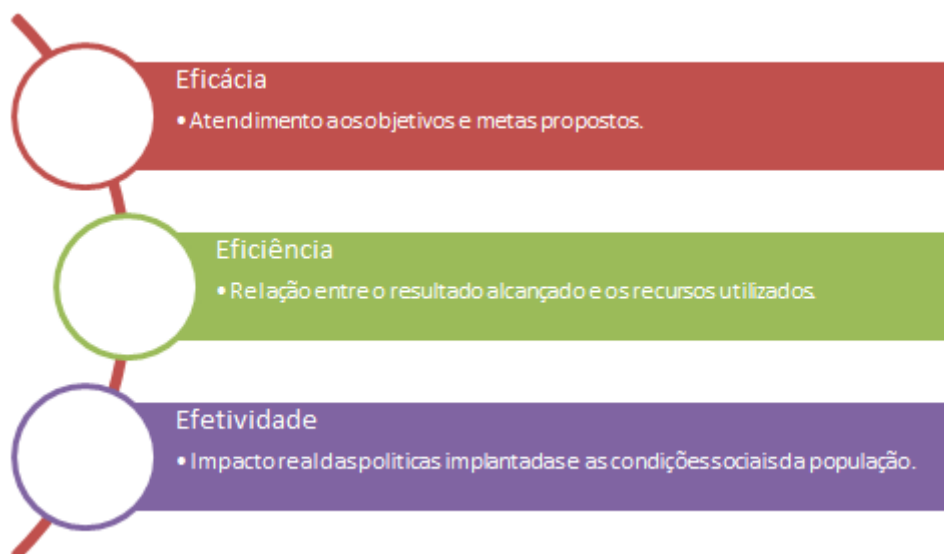 Eficácia
• Atendimento aos objetivos e metas propostos.
Eficiência
• Relação entre o resultado alcançado e os recursos utilizados.
Efetividade
• Impacto real das politicas implantadas e as condições sociais da população.